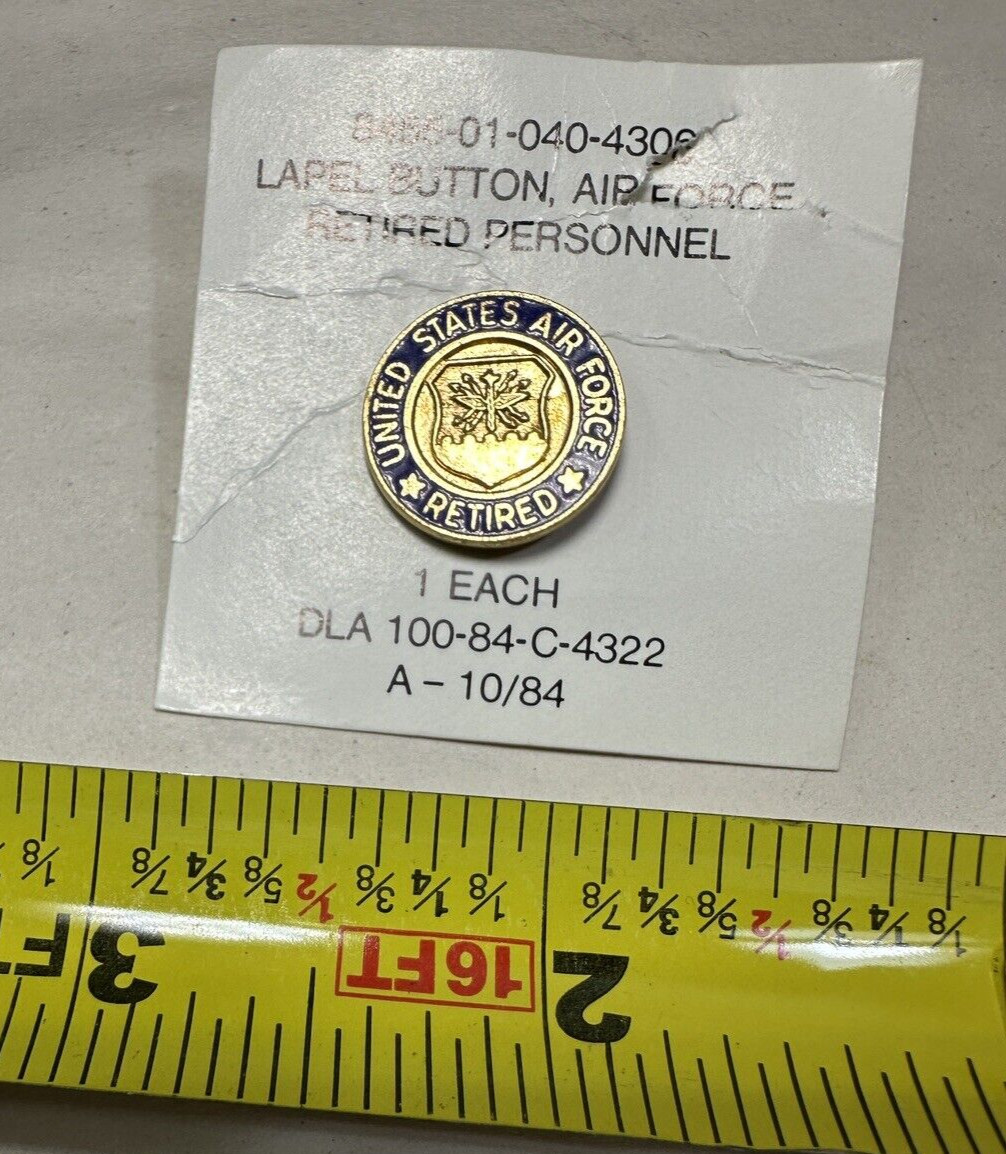 8455-01-040-4306
LAPEL BUTTON, AIR FORCE
RETIRED PERSONNEL
UNITED STATES AIR FORCE
RETIRED
1 EACH
DLA 100-84-C-4322
A – 10/84
1/8 7/8 3/4 5/8 1/2 3/8 1/4 1/8 7/8 3/4 5/8 1/2 3/8 1/4 1/8
3F 3 16FT 2